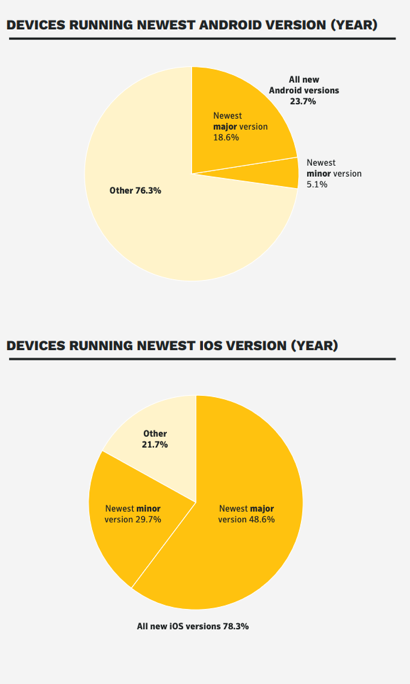 DEVICES RUNNING NEWEST ANDROID VERSION (YEAR)
All new
Android versions
23.7%
Newest
major version
18.6%
Newest
minor version
5.1%
Other 76.3%
DEVICES RUNNING NEWEST IOS VERSION (YEAR)
Other
21.7%
Newest minor
version 29.7%
Newest major
version 48.6%
All new iOS versions 78.3%